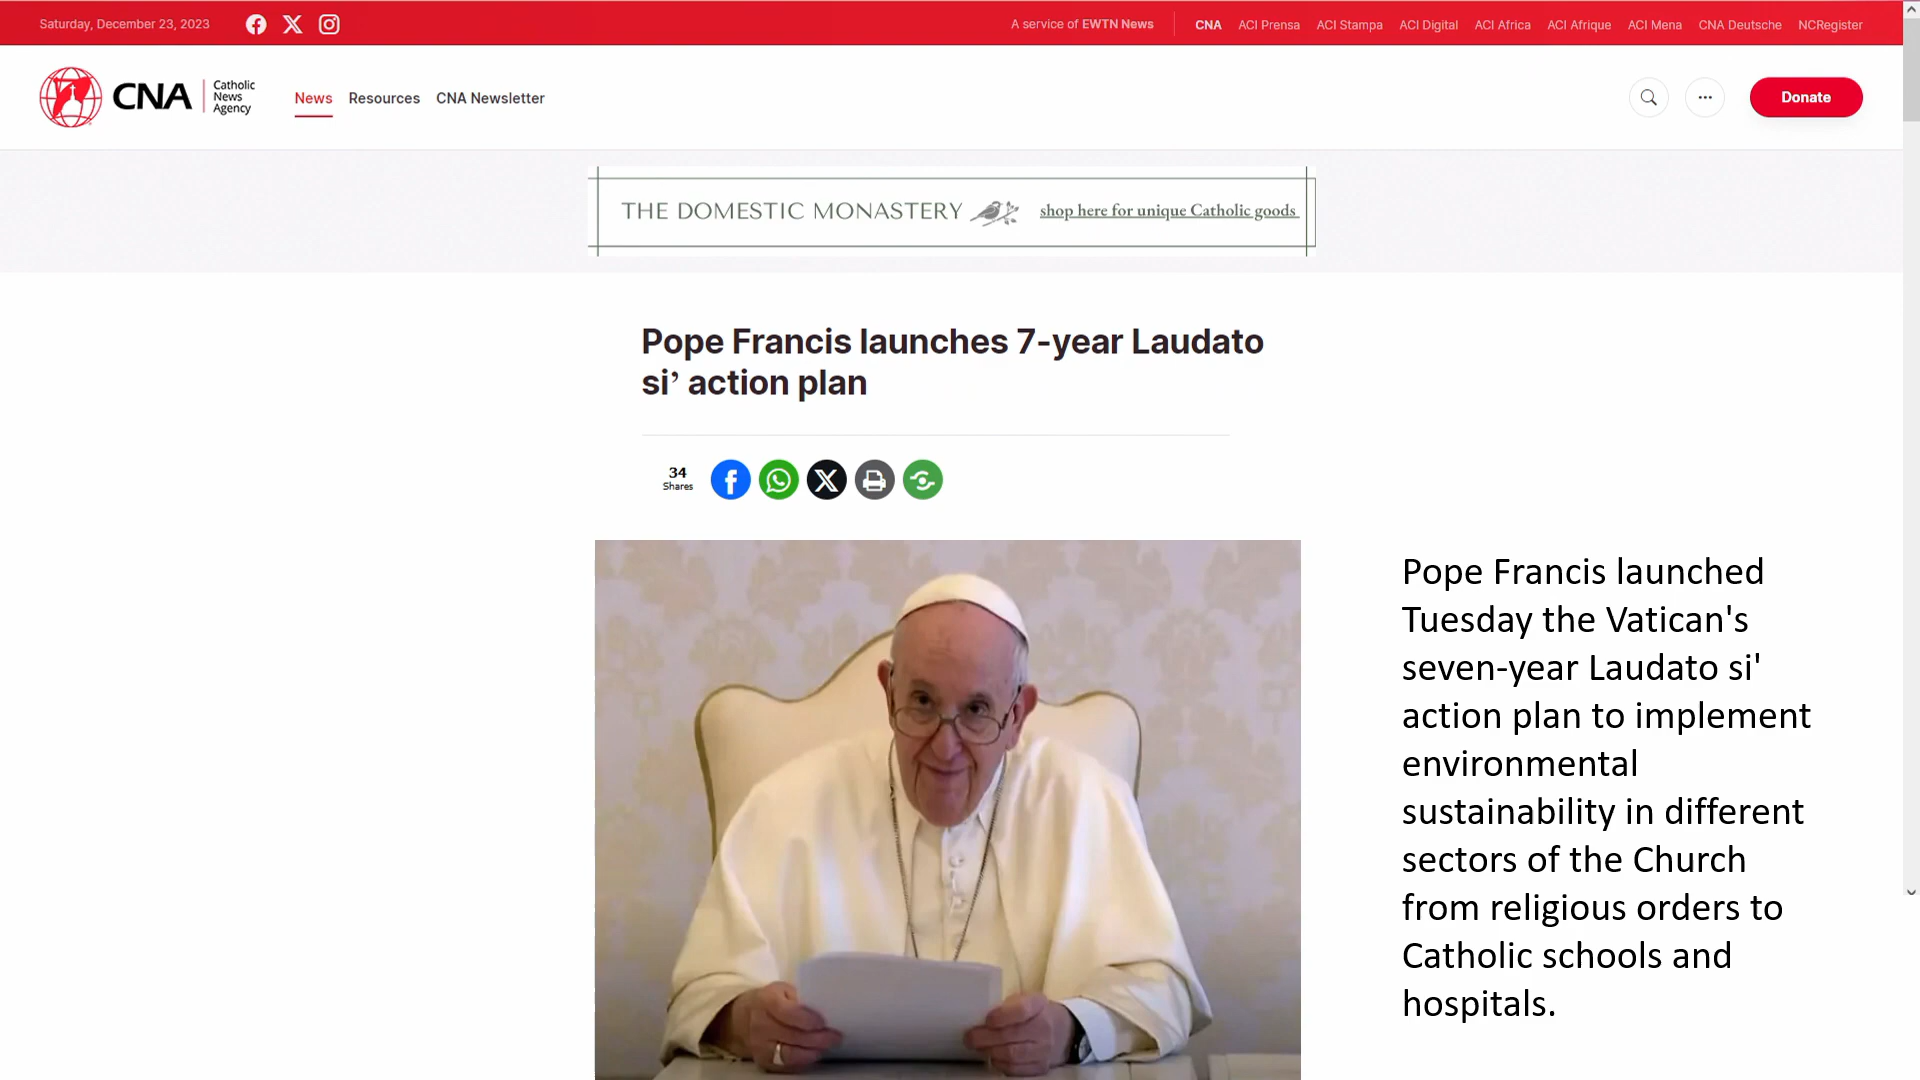 Saturday, December 23, 2023
A service of EWTN News
CNA ACI Prensa ACI Stampa ACI Digital ACI Africa ACI Afrique ACI Mena CNA Deutsche NCRegister
CNA
Catholic
News
Agency
News Resources CNA Newsletter
Donate
THE DOMESTIC MONASTERY shop here for unique Catholic goods
Pope Francis launches 7-year Laudato
si’ action plan
34
Shares
Pope Francis launched
Tuesday the Vatican's
seven-year Laudato si'
action plan to implement
environmental
sustainability in different
sectors of the Church
from religious orders to
Catholic schools and
hospitals.